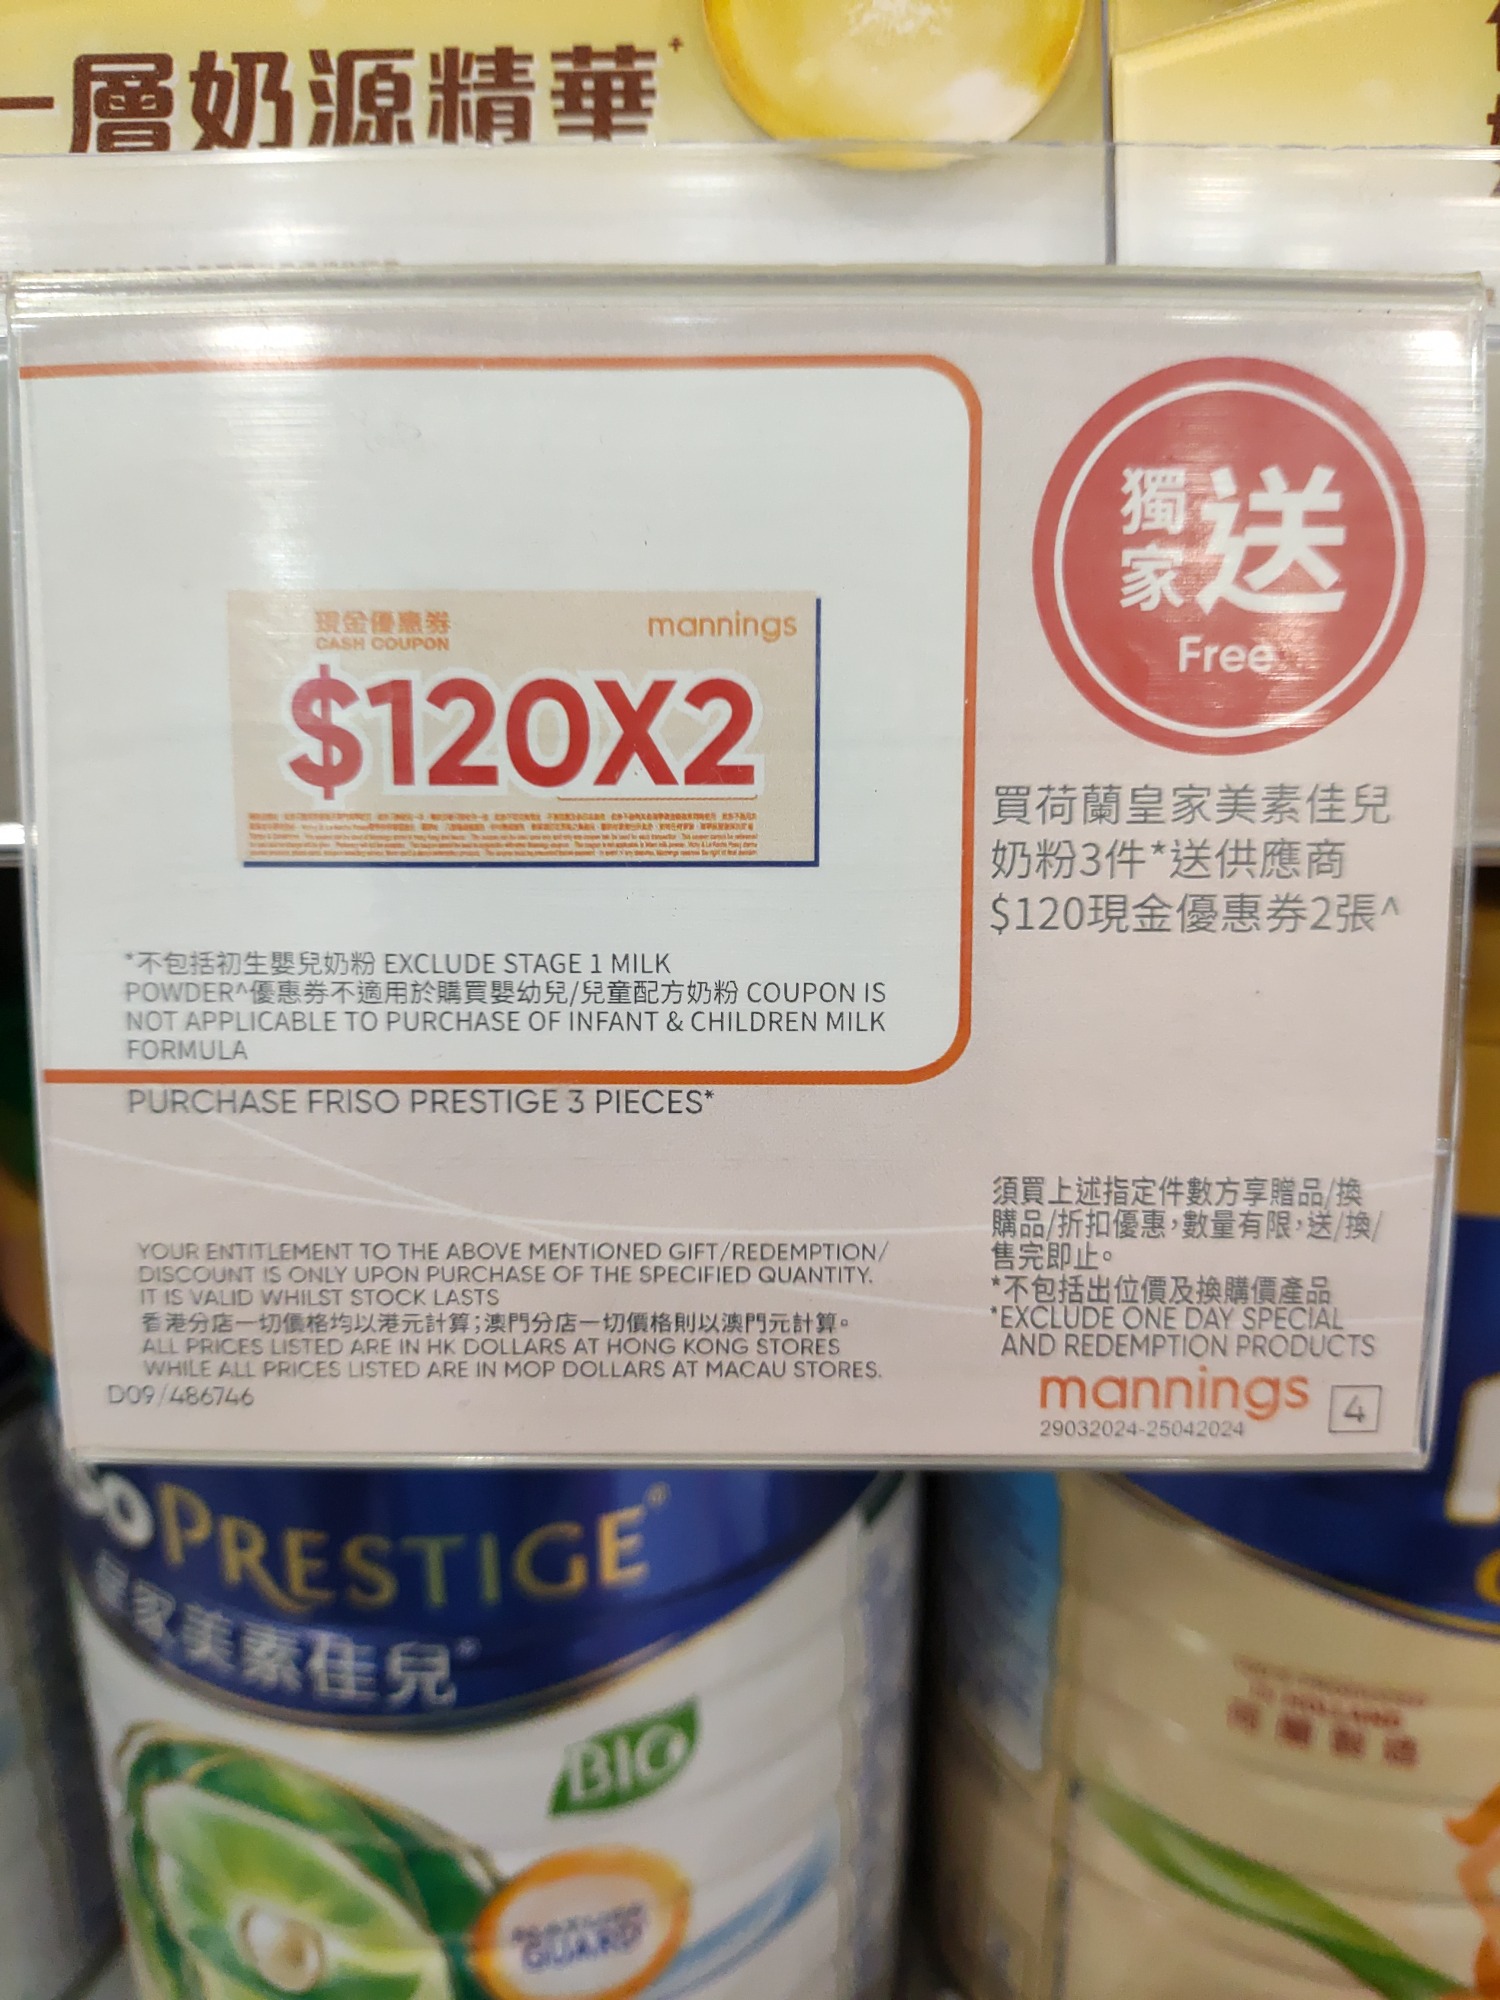 一層奶源精華+
獨家送
Free
現金優惠券
CASH COUPON
mannings
$120X2
買荷蘭皇家美素佳兒
奶粉3件*送供應商
$120現金優惠券2張^
*不包括初生嬰兒奶粉 EXCLUDE STAGE 1 MILK
POWDER^優惠券不適用於購買嬰幼兒/兒童配方奶粉 COUPON IS
NOT APPLICABLE TO PURCHASE OF INFANT & CHILDREN MILK
FORMULA
PURCHASE FRISO PRESTIGE 3 PIECES*
YOUR ENTITLEMENT TO THE ABOVE MENTIONED GIFT/REDEMPTION/
DISCOUNT IS ONLY UPON PURCHASE OF THE SPECIFIED QUANTITY.
IT IS VALID WHILST STOCK LASTS
香港分店一切價格均以港元計算;澳門分店一切價格則以澳門元計算。
ALL PRICES LISTED ARE IN HK DOLLARS AT HONG KONG STORES
WHILE ALL PRICES LISTED ARE IN MOP DOLLARS AT MACAU STORES.
D09/486746
須買上述指定件數方享贈品/換
購品/折扣優惠,數量有限,送/換/
售完即止。
*不包括出位價及換購價產品
*EXCLUDE ONE DAY SPECIAL
AND REDEMPTION PRODUCTS
mannings
4
29032024-25042024
PRESTIGE®
皇家美素佳兒®
BIO
GUARD
荷蘭製造